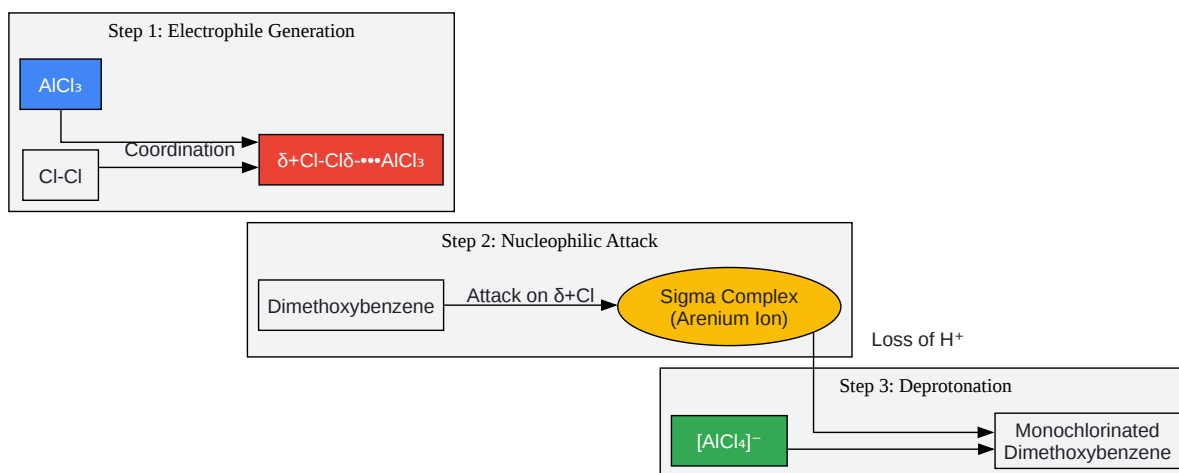 Step 1: Electrophile Generation
AlCl₃
Coordination
δ+Cl-Clδ-•••AlCl₃
Cl-Cl
Step 2: Nucleophilic Attack
Dimethoxybenzene
Attack on δ+Cl
Sigma Complex
(Arenium Ion)
Loss of H⁺
Step 3: Deprotonation
[AlCl₄]⁻
Monochlorinated
Dimethoxybenzene